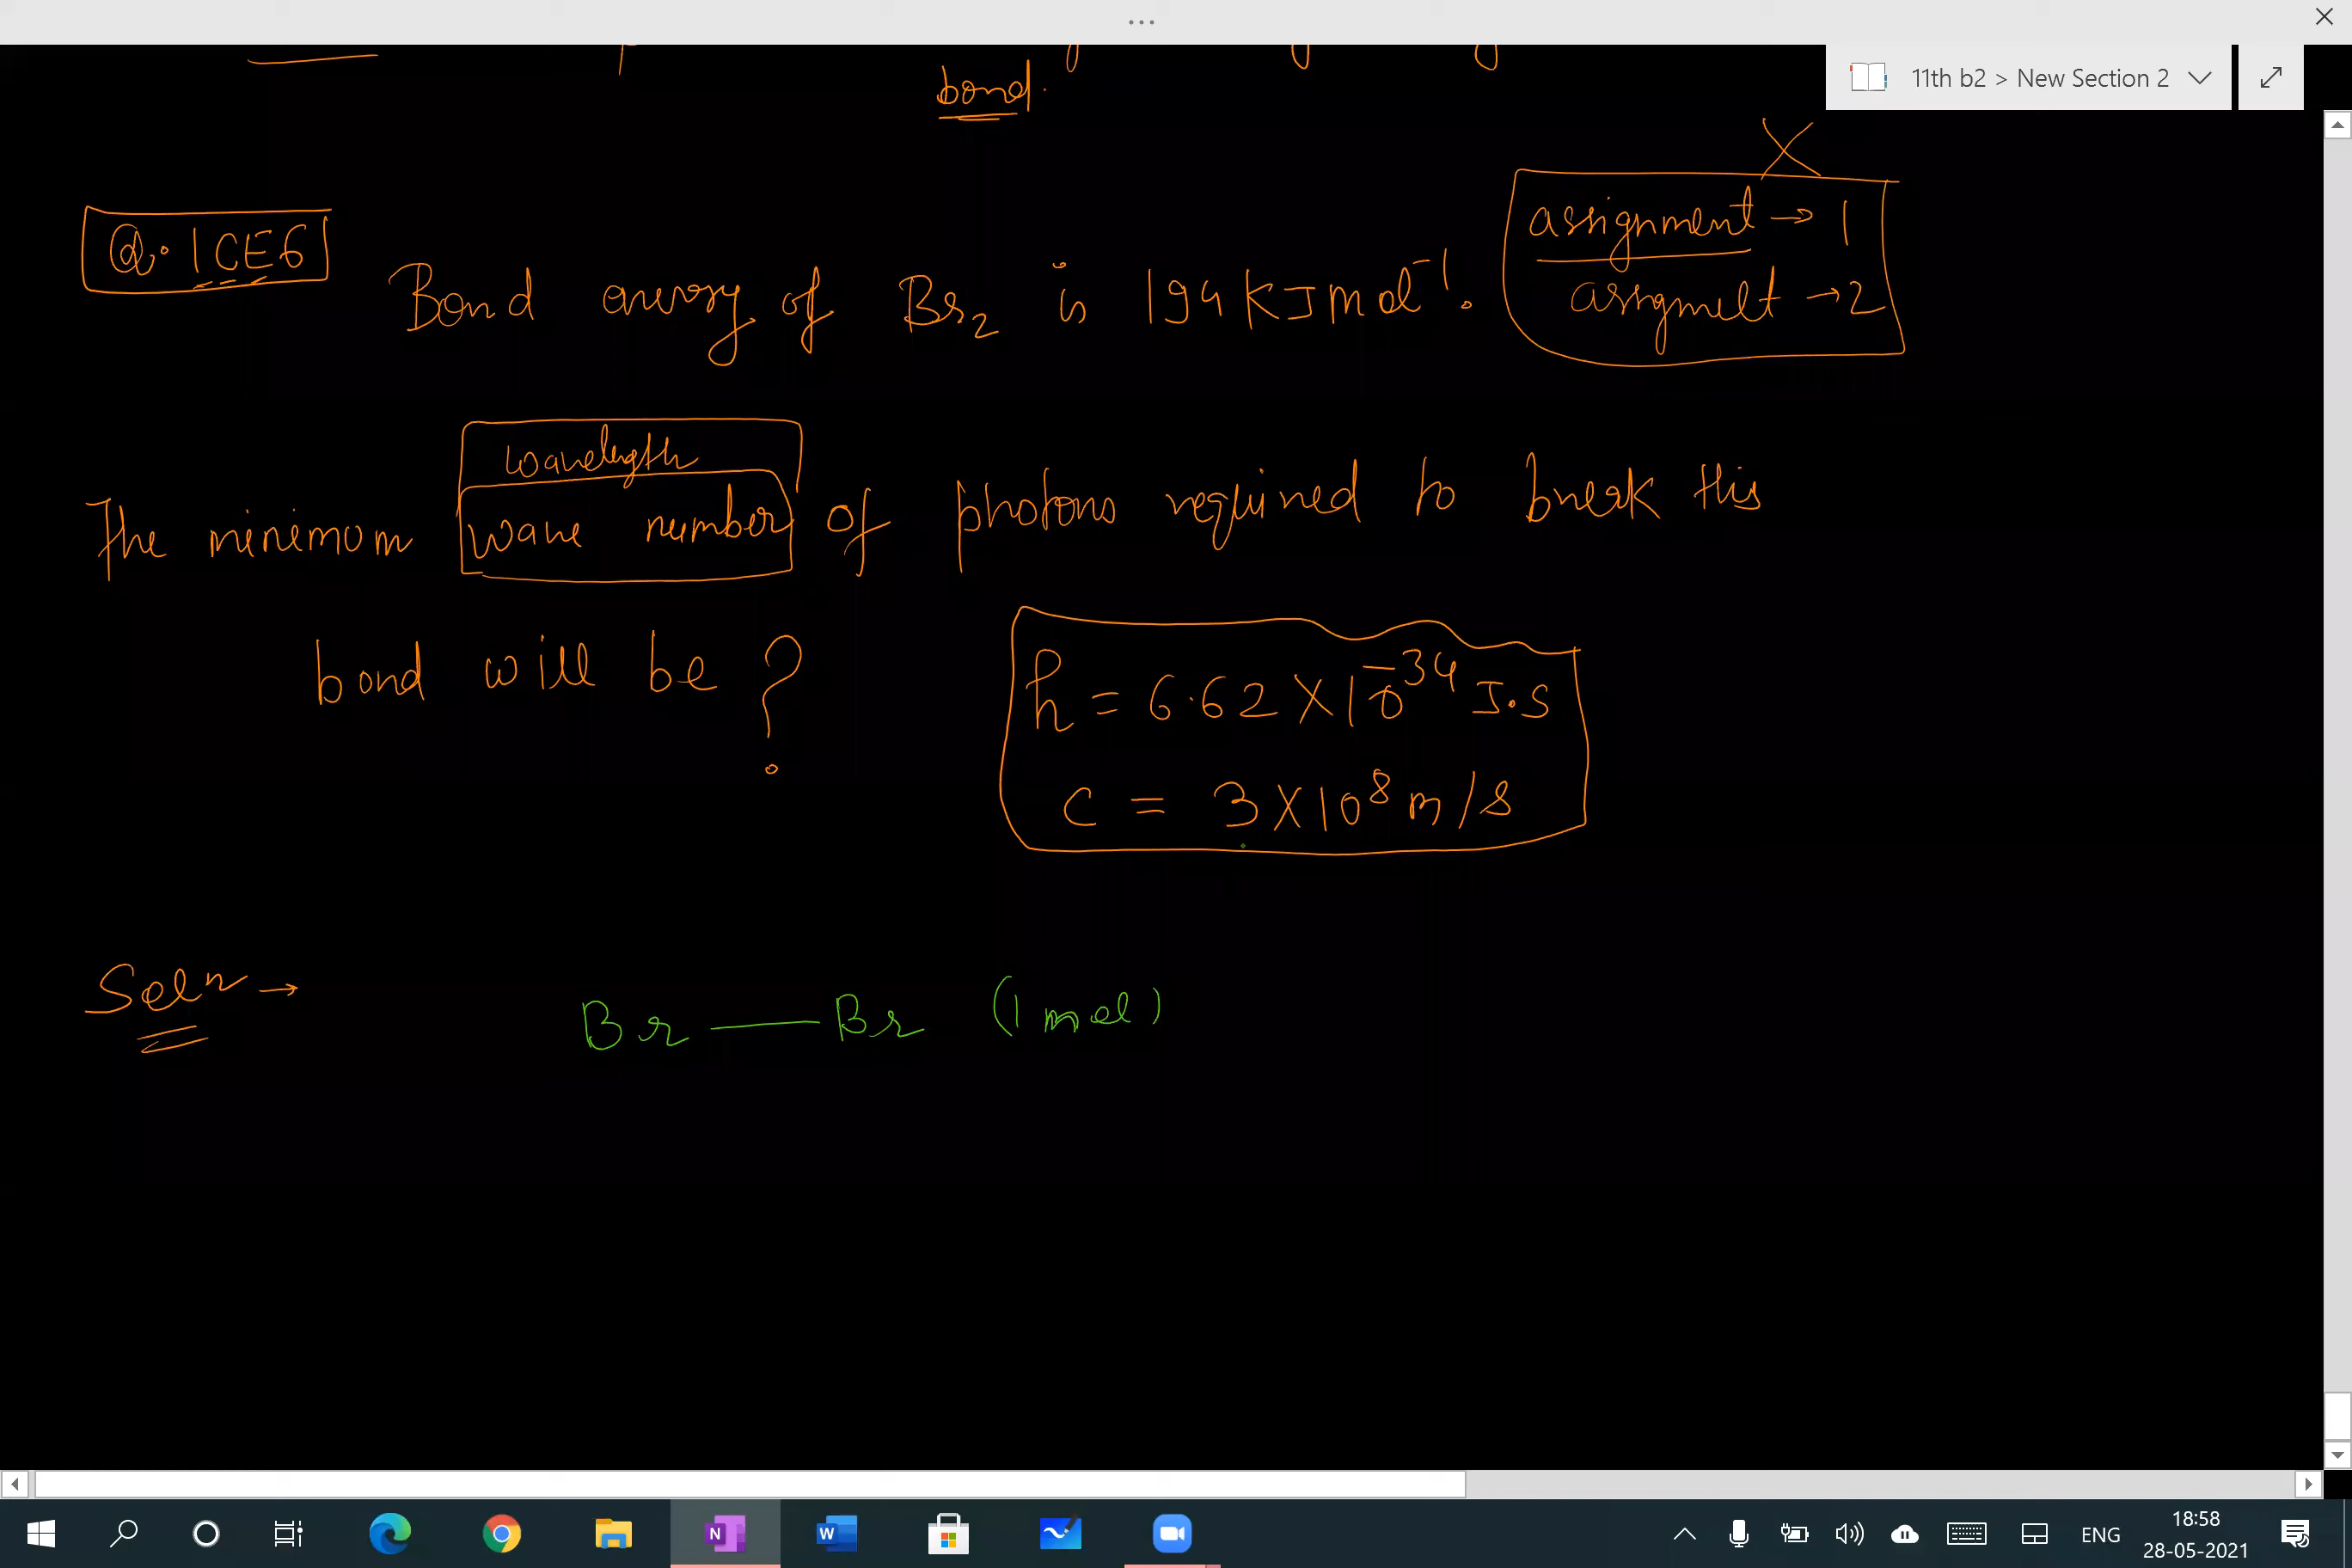 11th b2 > New Section 2
bond.
Q. ICE6
Bond energy of Br₂ is 194 KJ mol⁻¹.
X
assignment → 1
assignment → 2
wavelength
The minimum wave number of photons required to break this
bond will be ?
h = 6.62 X 10⁻³⁴ J.S
c = 3 X 10⁸ m/s
Solⁿ →
Br — Br (1 mol)
N
W
ENG
18:58
28-05-2021